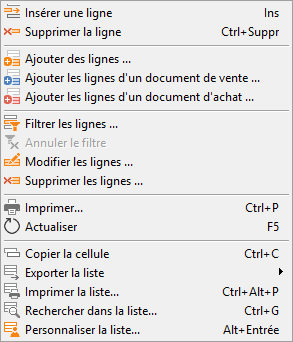 Insérer une ligne Ins
Supprimer la ligne Ctrl+Suppr
Ajouter des lignes ...
Ajouter les lignes d'un document de vente ...
Ajouter les lignes d'un document d'achat ...
Filtrer les lignes ...
Annuler le filtre
Modifier les lignes ...
Supprimer les lignes ...
Imprimer... Ctrl+P
Actualiser F5
Copier la cellule Ctrl+C
Exporter la liste
Imprimer la liste... Ctrl+Alt+P
Rechercher dans la liste... Ctrl+G
Personnaliser la liste... Alt+Entrée